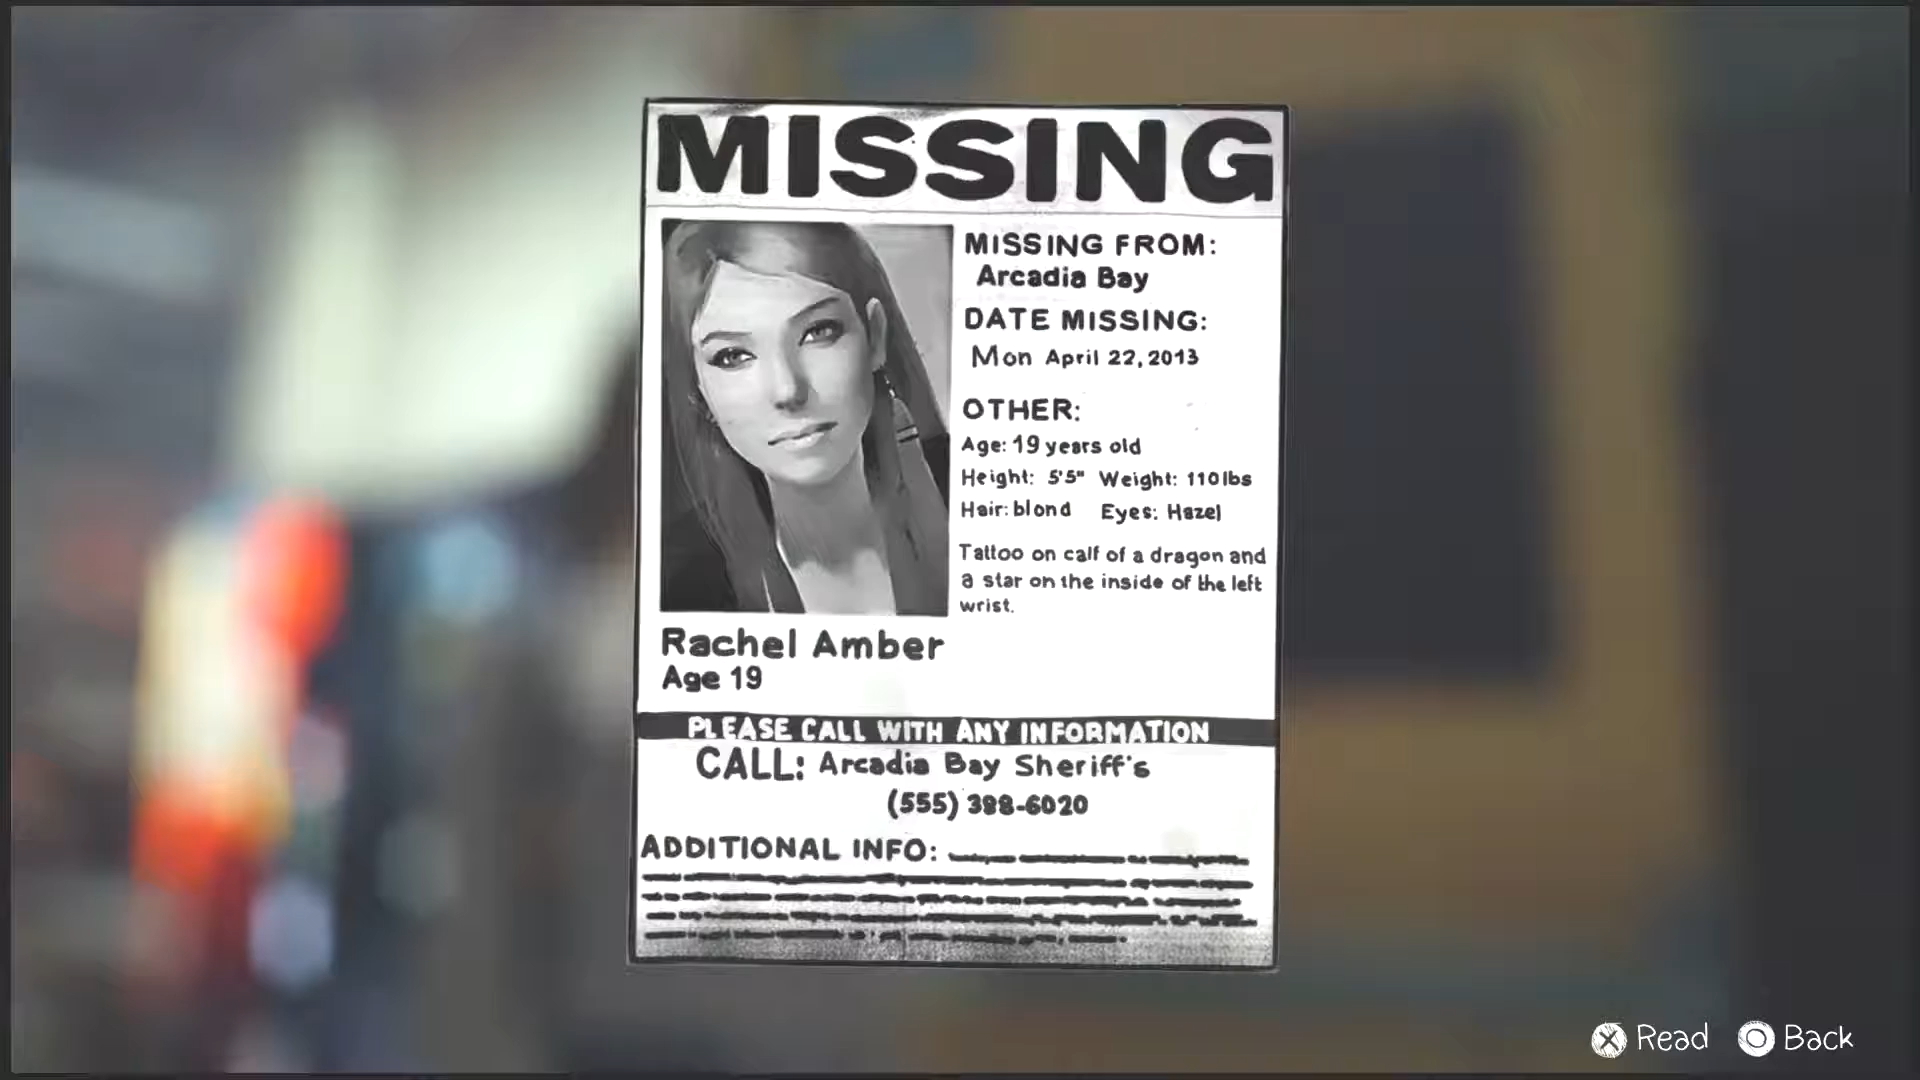 MISSING
MISSING FROM:
Arcadia Bay
DATE MISSING:
Mon April 22, 2013
OTHER:
Age: 19 years old
Height: 5'5" Weight: 110lbs
Hair: blond Eyes: Hazel
Tattoo on calf of a dragon and
a star on the inside of the left
wrist.
Rachel Amber
Age 19
PLEASE CALL WITH ANY INFORMATION
CALL: Arcadia Bay Sheriff's
(555) 398-6020
ADDITIONAL INFO:
Read Back